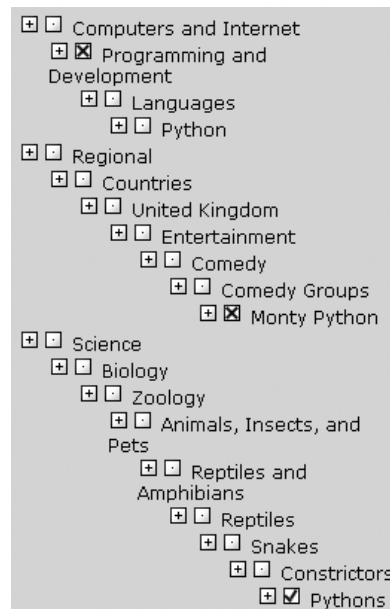 Computers and Internet
Programming and
Development
Languages
Python
Regional
Countries
United Kingdom
Entertainment
Comedy
Comedy Groups
Monty Python
Science
Biology
Zoology
Animals, Insects, and
Pets
Reptiles and
Amphibians
Reptiles
Snakes
Constrictors
Pythons